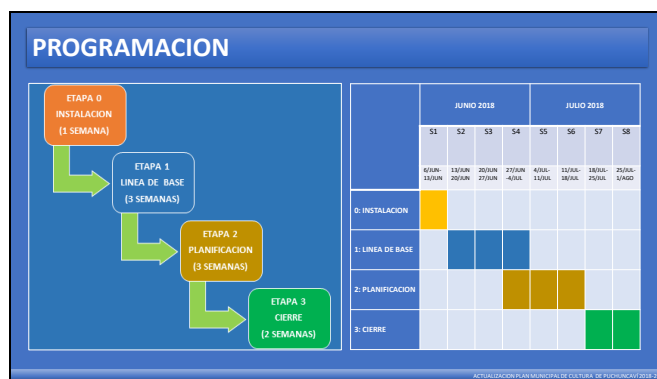 PROGRAMACION
ETAPA 0
INSTALACION
(1 SEMANA)
ETAPA 1
LINEA DE BASE
(3 SEMANAS)
ETAPA 2
PLANIFICACION
(3 SEMANAS)
ETAPA 3
CIERRE
(2 SEMANAS)
JUNIO 2018 JULIO 2018
S1 S2 S3 S4 S5 S6 S7 S8
6/JUN- 13/JUN 20/JUN 27/JUN 4/JUL- 11/JUL- 18/JUL- 25/JUL-
13/JUN 20/JUN 27/JUN -4/JUL 11/JUL 18/JUL 25/JUL 1/AGO
0: INSTALACION
1: LINEA DE BASE
2: PLANIFICACION
3: CIERRE
ACTUALIZACION PLAN MUNICIPAL DE CULTURA DE PUCHUNCAVÍ 2018-2